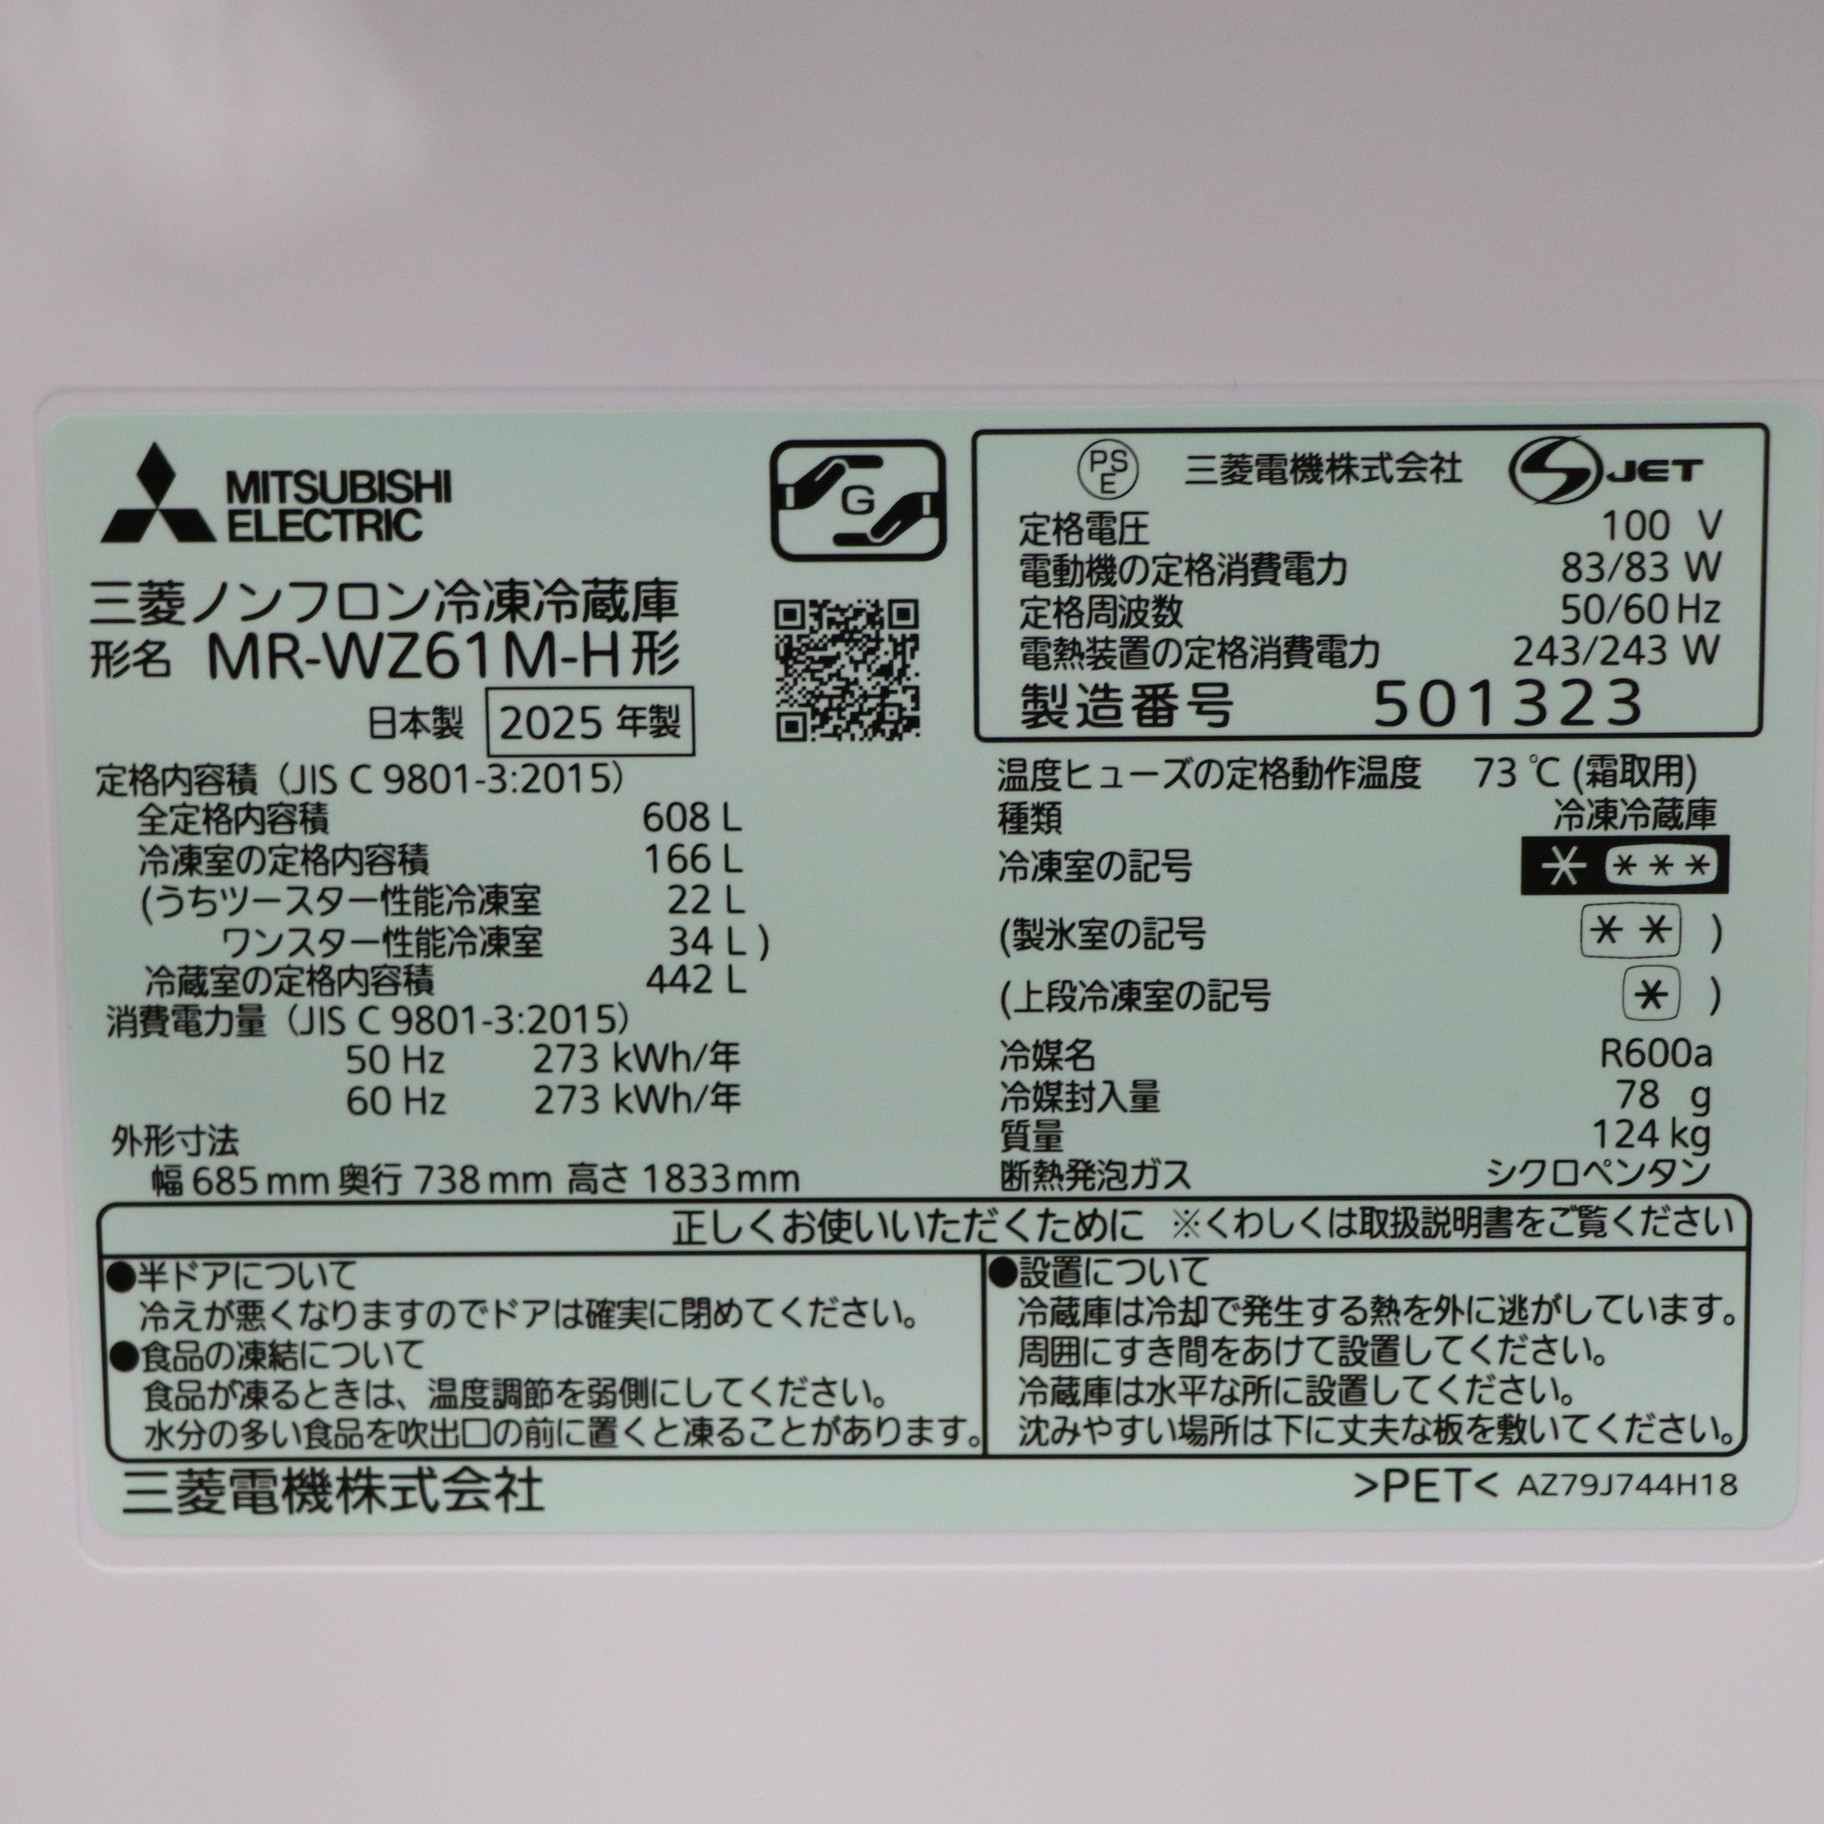 MITSUBISHI
ELECTRIC
G
三菱ノンフロン冷凍冷蔵庫
形名 MR-WZ61M-H形
日本製 2025 年製
定格内容積（JIS C 9801-3:2015）
全定格内容積 608 L
冷凍室の定格内容積 166 L
(うちツースター性能冷凍室 22 L
ワンスター性能冷凍室 34 L )
冷蔵室の定格内容積 442 L
消費電力量（JIS C 9801-3:2015）
50 Hz 273 kWh/年
60 Hz 273 kWh/年
外形寸法
幅 685 mm 奥行 738 mm 高さ 1833 mm
PS
E 三菱電機株式会社 JET
定格電圧 100 V
電動機の定格消費電力 83/83 W
定格周波数 50/60 Hz
電熱装置の定格消費電力 243/243 W
製造番号 501323
温度ヒューズの定格動作温度 73 ℃ (霜取用)
種類 冷凍冷蔵庫
冷凍室の記号 * ***
(製氷室の記号 ** )
(上段冷凍室の記号 * )
冷媒名 R600a
冷媒封入量 78 g
質量 124 kg
断熱発泡ガス シクロペンタン
正しくお使いいただくために ※くわしくは取扱説明書をご覧ください
●半ドアについて
冷えが悪くなりますのでドアは確実に閉めてください。
●食品の凍結について
食品が凍るときは、温度調節を弱側にしてください。
水分の多い食品を吹出口の前に置くと凍ることがあります。
●設置について
冷蔵庫は冷却で発生する熱を外に逃がしています。
周囲にすき間をあけて設置してください。
冷蔵庫は水平な所に設置してください。
沈みやすい場所は下に丈夫な板を敷いてください。
三菱電機株式会社
>PET< AZ79J744H18